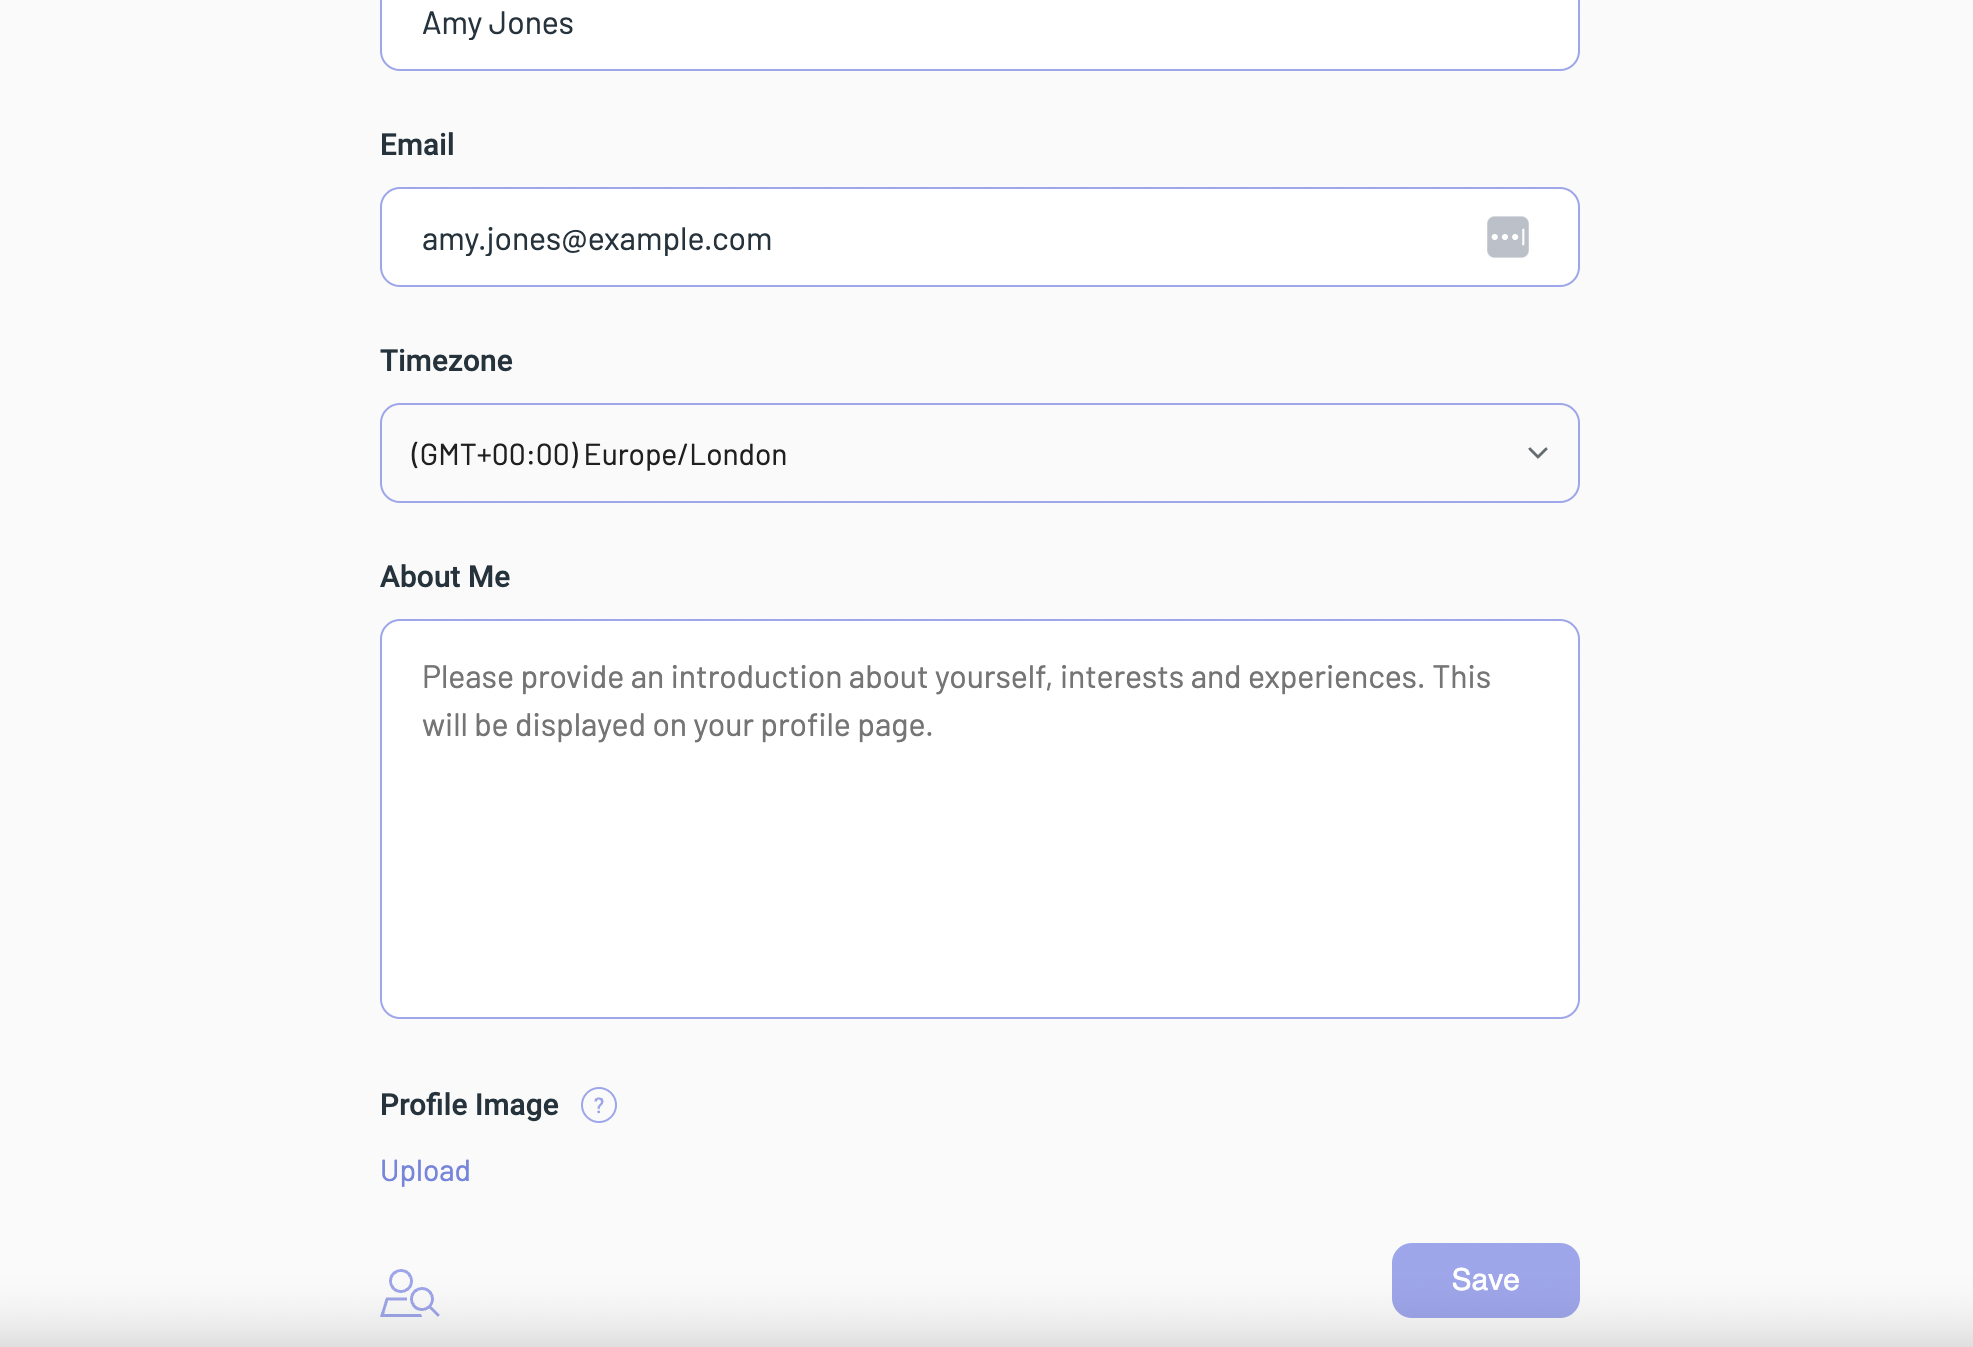 Amy Jones
Email
amy.jones@example.com
Timezone
(GMT+00:00) Europe/London
About Me
Please provide an introduction about yourself, interests and experiences. This
will be displayed on your profile page.
Profile Image ?
Upload
Save